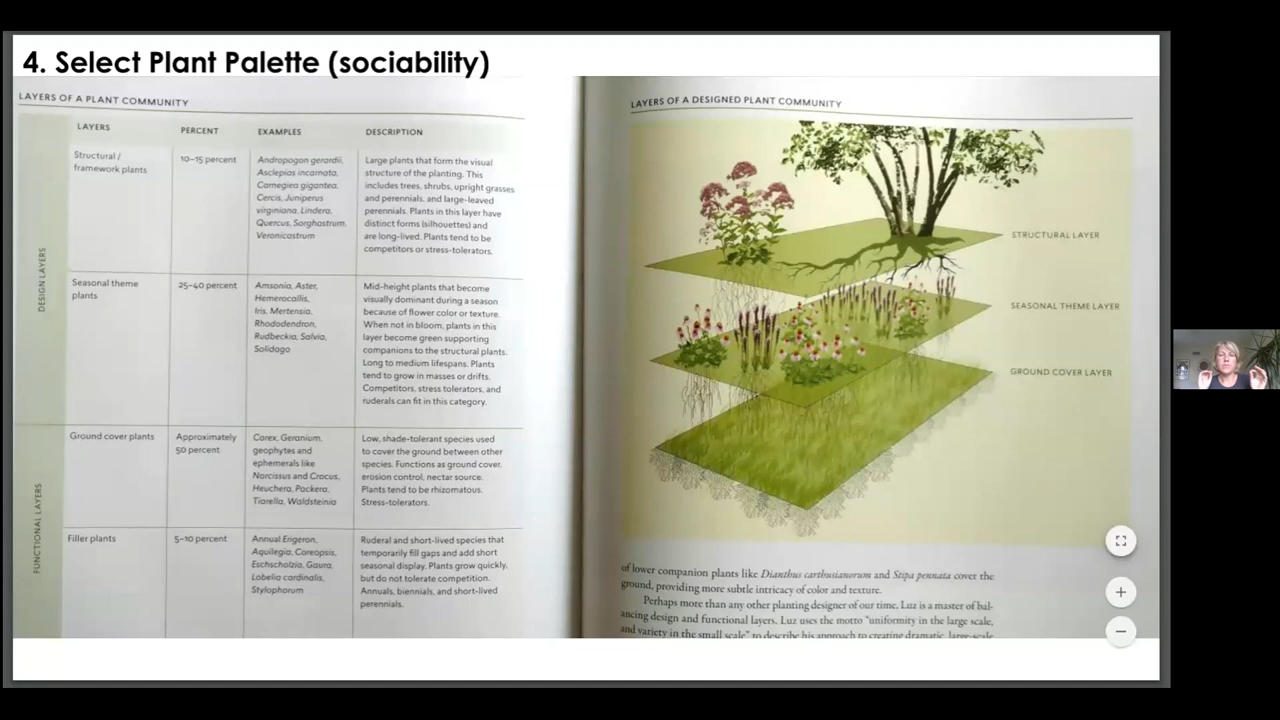 4. Select Plant Palette (sociability)
LAYERS OF A PLANT COMMUNITY
LAYERS
PERCENT
EXAMPLES
DESCRIPTION
DESIGN LAYERS
Structural /
framework plants
10–15 percent
Andropogon gerardii,
Asclepias incarnata,
Carnegiea gigantea,
Cercis, Juniperus
virginiana, Lindera,
Quercus, Sorghastrum,
Veronicastrum
Large plants that form the visual
structure of the planting. This
includes trees, shrubs, upright grasses
and perennials, and large-leaved
perennials. Plants in this layer have
distinct forms (silhouettes) and
are long-lived. Plants tend to be
competitors or stress-tolerators.
Seasonal theme
plants
25–40 percent
Amsonia, Aster,
Hemerocallis,
Iris, Mertensia,
Rhododendron,
Rudbeckia, Salvia,
Solidago
Mid-height plants that become
visually dominant during a season
because of flower color or texture.
When not in bloom, plants in this
layer become green supporting
companions to the structural plants.
Long to medium lifespans. Plants
tend to grow in masses or drifts.
Competitors, stress tolerators, and
ruderals can fit in this category.
FUNCTIONAL LAYERS
Ground cover plants
Approximately
50 percent
Carex, Geranium,
geophytes and
ephemerals like
Narcissus and Crocus,
Heuchera, Packera,
Tiarella, Waldsteinia
Low, shade-tolerant species used
to cover the ground between other
species. Functions as ground cover,
erosion control, nectar source.
Plants tend to be rhizomatous.
Stress-tolerators.
Filler plants
5–10 percent
Annual Erigeron,
Aquilegia, Coreopsis,
Eschscholzia, Gaura,
Lobelia cardinalis,
Stylophorum
Ruderal and short-lived species that
temporarily fill gaps and add short
seasonal display. Plants grow quickly,
but do not tolerate competition.
Annuals, biennials, and short-lived
perennials.
LAYERS OF A DESIGNED PLANT COMMUNITY
STRUCTURAL LAYER
SEASONAL THEME LAYER
GROUND COVER LAYER
of lower companion plants like Dianthus carthusianorum and Stipa pennata cover the
ground, providing more subtle intricacy of color and texture.
Perhaps more than any other planting designer of our time, Luz is a master of bal-
ancing design and functional layers. Luz uses the motto "uniformity in the large scale,
and variety in the small scale" to describe his approach to creating dramatic, large-scale